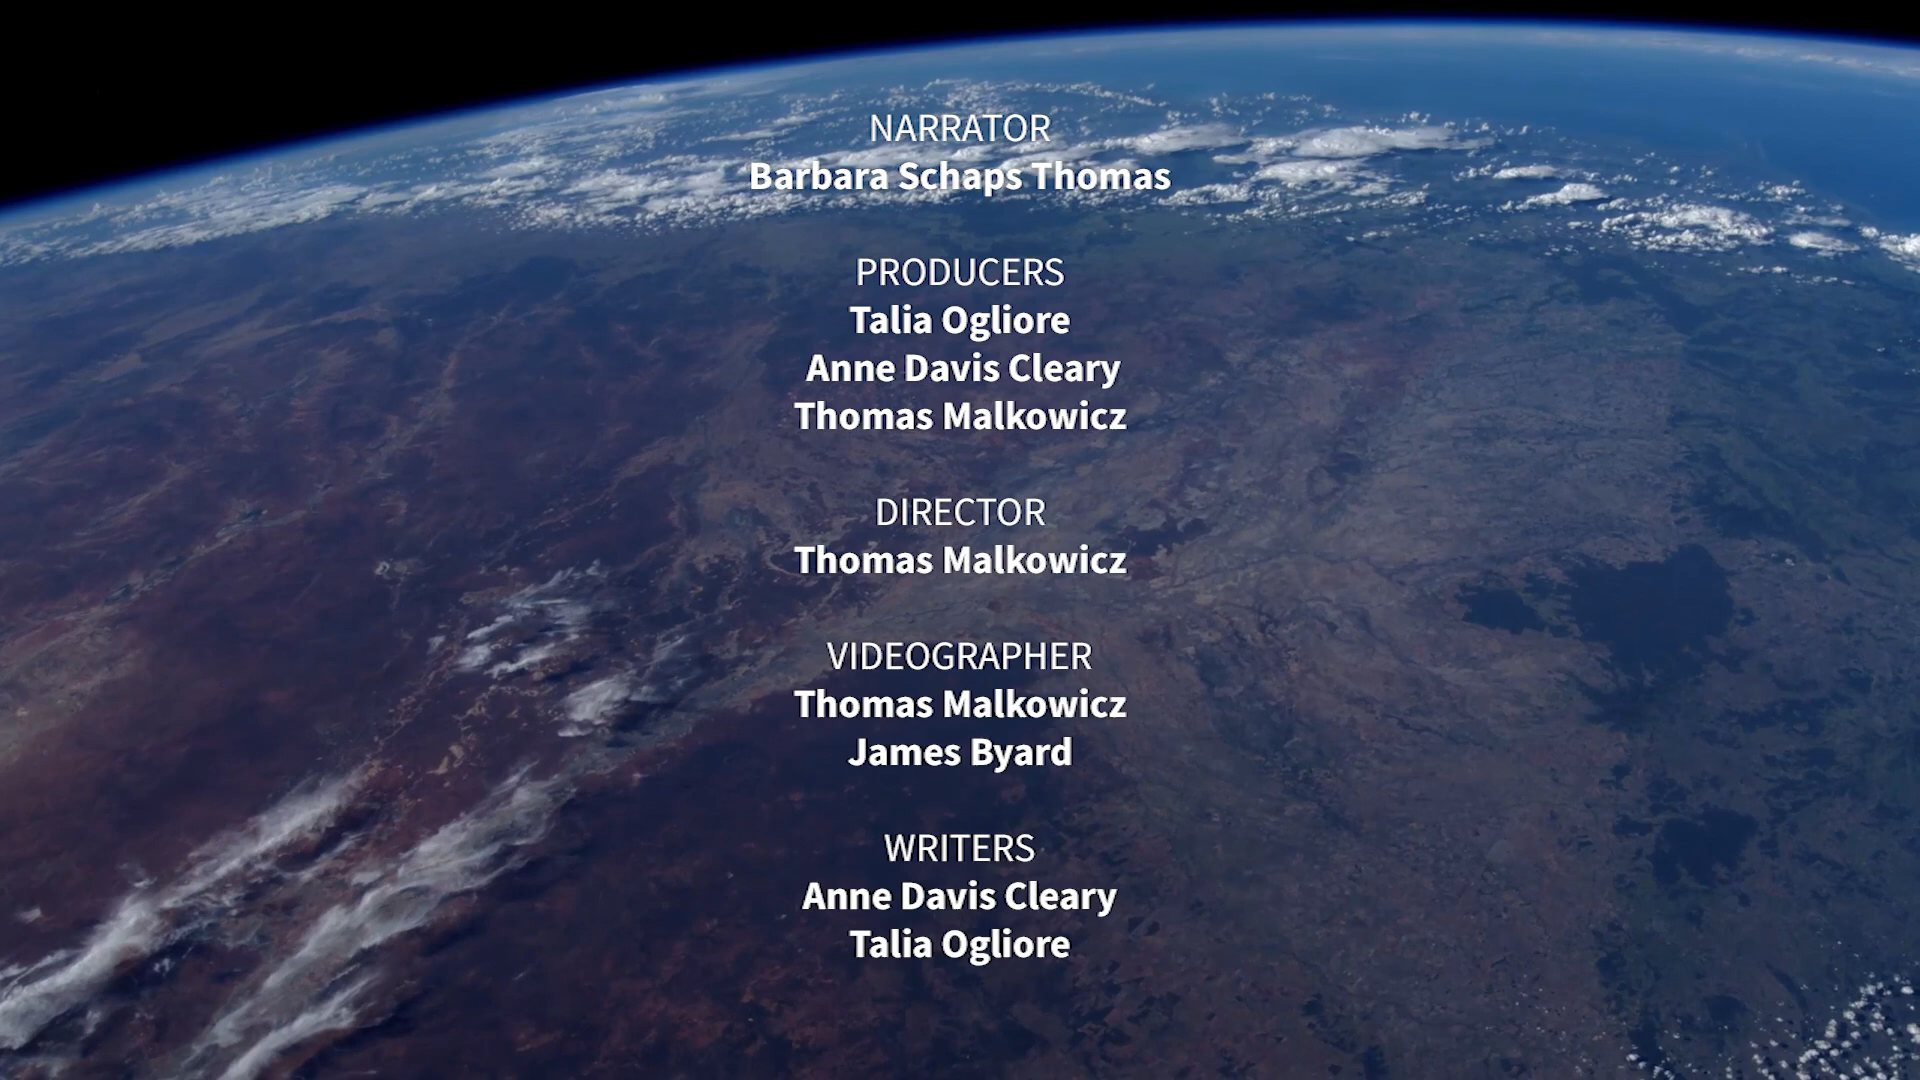 NARRATOR
Barbara Schaps Thomas
PRODUCERS
Talia Ogliore
Anne Davis Cleary
Thomas Malkowicz
DIRECTOR
Thomas Malkowicz
VIDEOGRAPHER
Thomas Malkowicz
James Byard
WRITERS
Anne Davis Cleary
Talia Ogliore